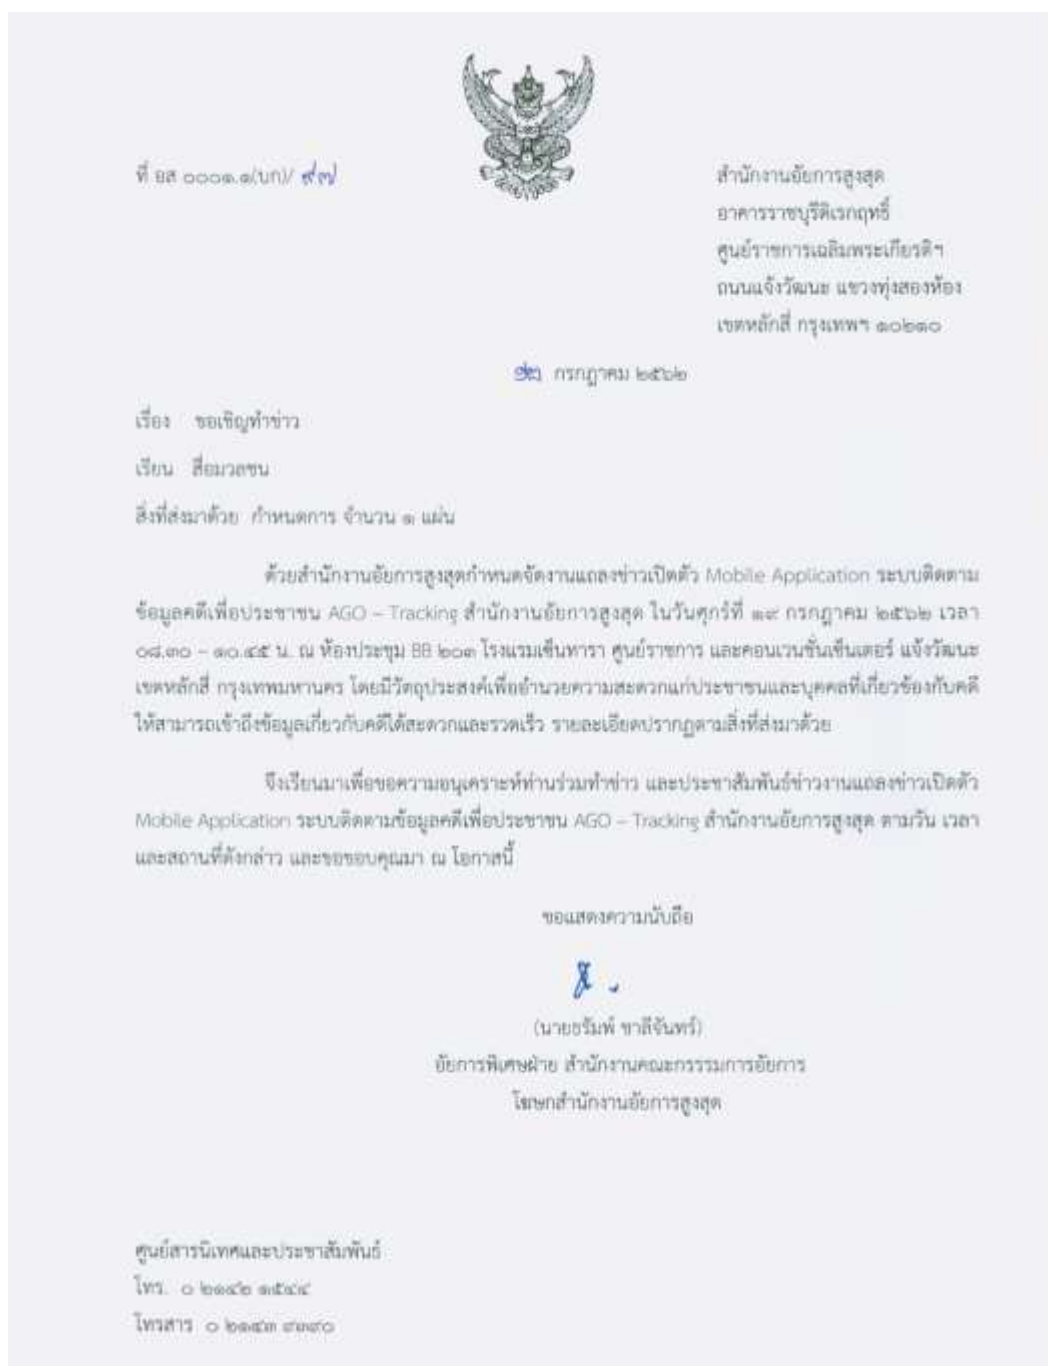 ที่ อส ๐๐๐๑.๑(บก)/ ๙๗
สำนักงานอัยการสูงสุด
อาคารราชบุรีดิเรกฤทธิ์
ศูนย์ราชการเฉลิมพระเกียรติฯ
ถนนแจ้งวัฒนะ แขวงทุ่งสองห้อง
เขตหลักสี่ กรุงเทพฯ ๑๐๒๑๐
กรกฎาคม ๒๕๖๒
เรื่อง ขอเชิญทำข่าว
เรียน สื่อมวลชน
สิ่งที่ส่งมาด้วย กำหนดการ จำนวน ๑ แผ่น
ด้วยสำนักงานอัยการสูงสุดกำหนดจัดงานแถลงข่าวเปิดตัว Mobile Application ระบบติดตาม
ข้อมูลคดีเพื่อประชาชน AGO – Tracking สำนักงานอัยการสูงสุด ในวันศุกร์ที่ ๑๙ กรกฎาคม ๒๕๖๒ เวลา
๐๘.๓๐ – ๑๐.๔๕ น. ณ ห้องประชุม BB ๒๐๓ โรงแรมเซ็นทารา ศูนย์ราชการ และคอนเวนชั่นเซ็นเตอร์ แจ้งวัฒนะ
เขตหลักสี่ กรุงเทพมหานคร โดยมีวัตถุประสงค์เพื่ออำนวยความสะดวกแก่ประชาชนและบุคคลที่เกี่ยวข้องกับคดี
ให้สามารถเข้าถึงข้อมูลเกี่ยวกับคดีได้สะดวกและรวดเร็ว รายละเอียดปรากฏตามสิ่งที่ส่งมาด้วย
จึงเรียนมาเพื่อขอความอนุเคราะห์ท่านร่วมทำข่าว และประชาสัมพันธ์ข่าวงานแถลงข่าวเปิดตัว
Mobile Application ระบบติดตามข้อมูลคดีเพื่อประชาชน AGO – Tracking สำนักงานอัยการสูงสุด ตามวัน เวลา
และสถานที่ดังกล่าว และขอขอบคุณมา ณ โอกาสนี้
ขอแสดงความนับถือ
(นายธรัมพ์ ชาลีจันทร์)
อัยการพิเศษฝ่าย สำนักงานคณะกรรมการอัยการ
โฆษกสำนักงานอัยการสูงสุด
ศูนย์สารนิเทศและประชาสัมพันธ์
โทร. ๐ ๒๑๔๒ ๑๕๔๔
โทรสาร ๐ ๒๑๔๓